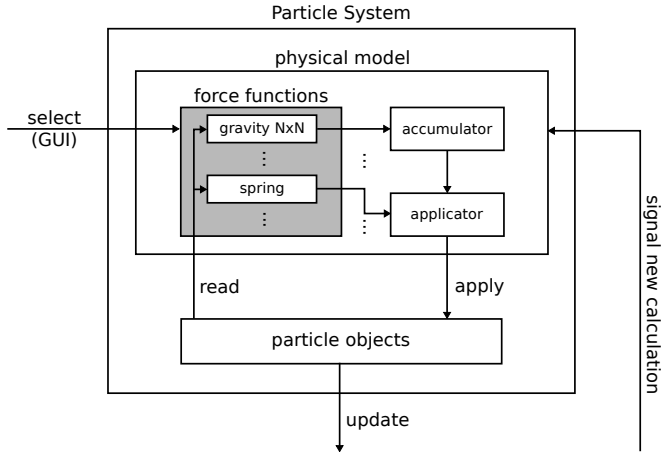 Particle System
physical model
force functions
select
(GUI)
gravity NxN
accumulator
⋮
⋮
spring
applicator
⋮
⋮
signal new calculation
read
apply
particle objects
update